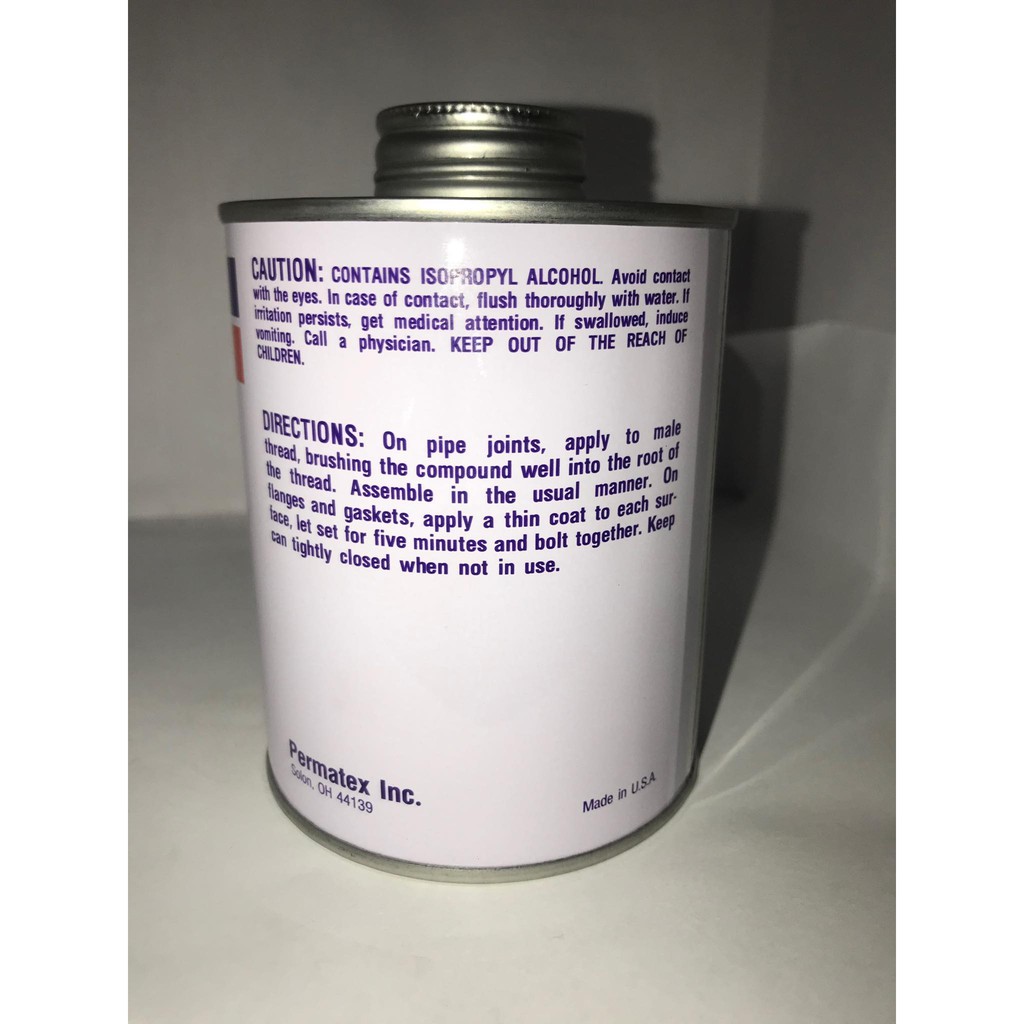 CAUTION: CONTAINS ISOPROPYL ALCOHOL. Avoid contact
with the eyes. In case of contact, flush thoroughly with water. If
irritation persists, get medical attention. If swallowed, induce
vomiting. Call a physician. KEEP OUT OF THE REACH OF
CHILDREN.
DIRECTIONS: On pipe joints, apply to male
thread, brushing the compound well into the root of
the thread. Assemble in the usual manner. On
flanges and gaskets, apply a thin coat to each sur-
face, let set for five minutes and bolt together. Keep
can tightly closed when not in use.
Permatex Inc.
Solon, OH 44139
Made in U.S.A.